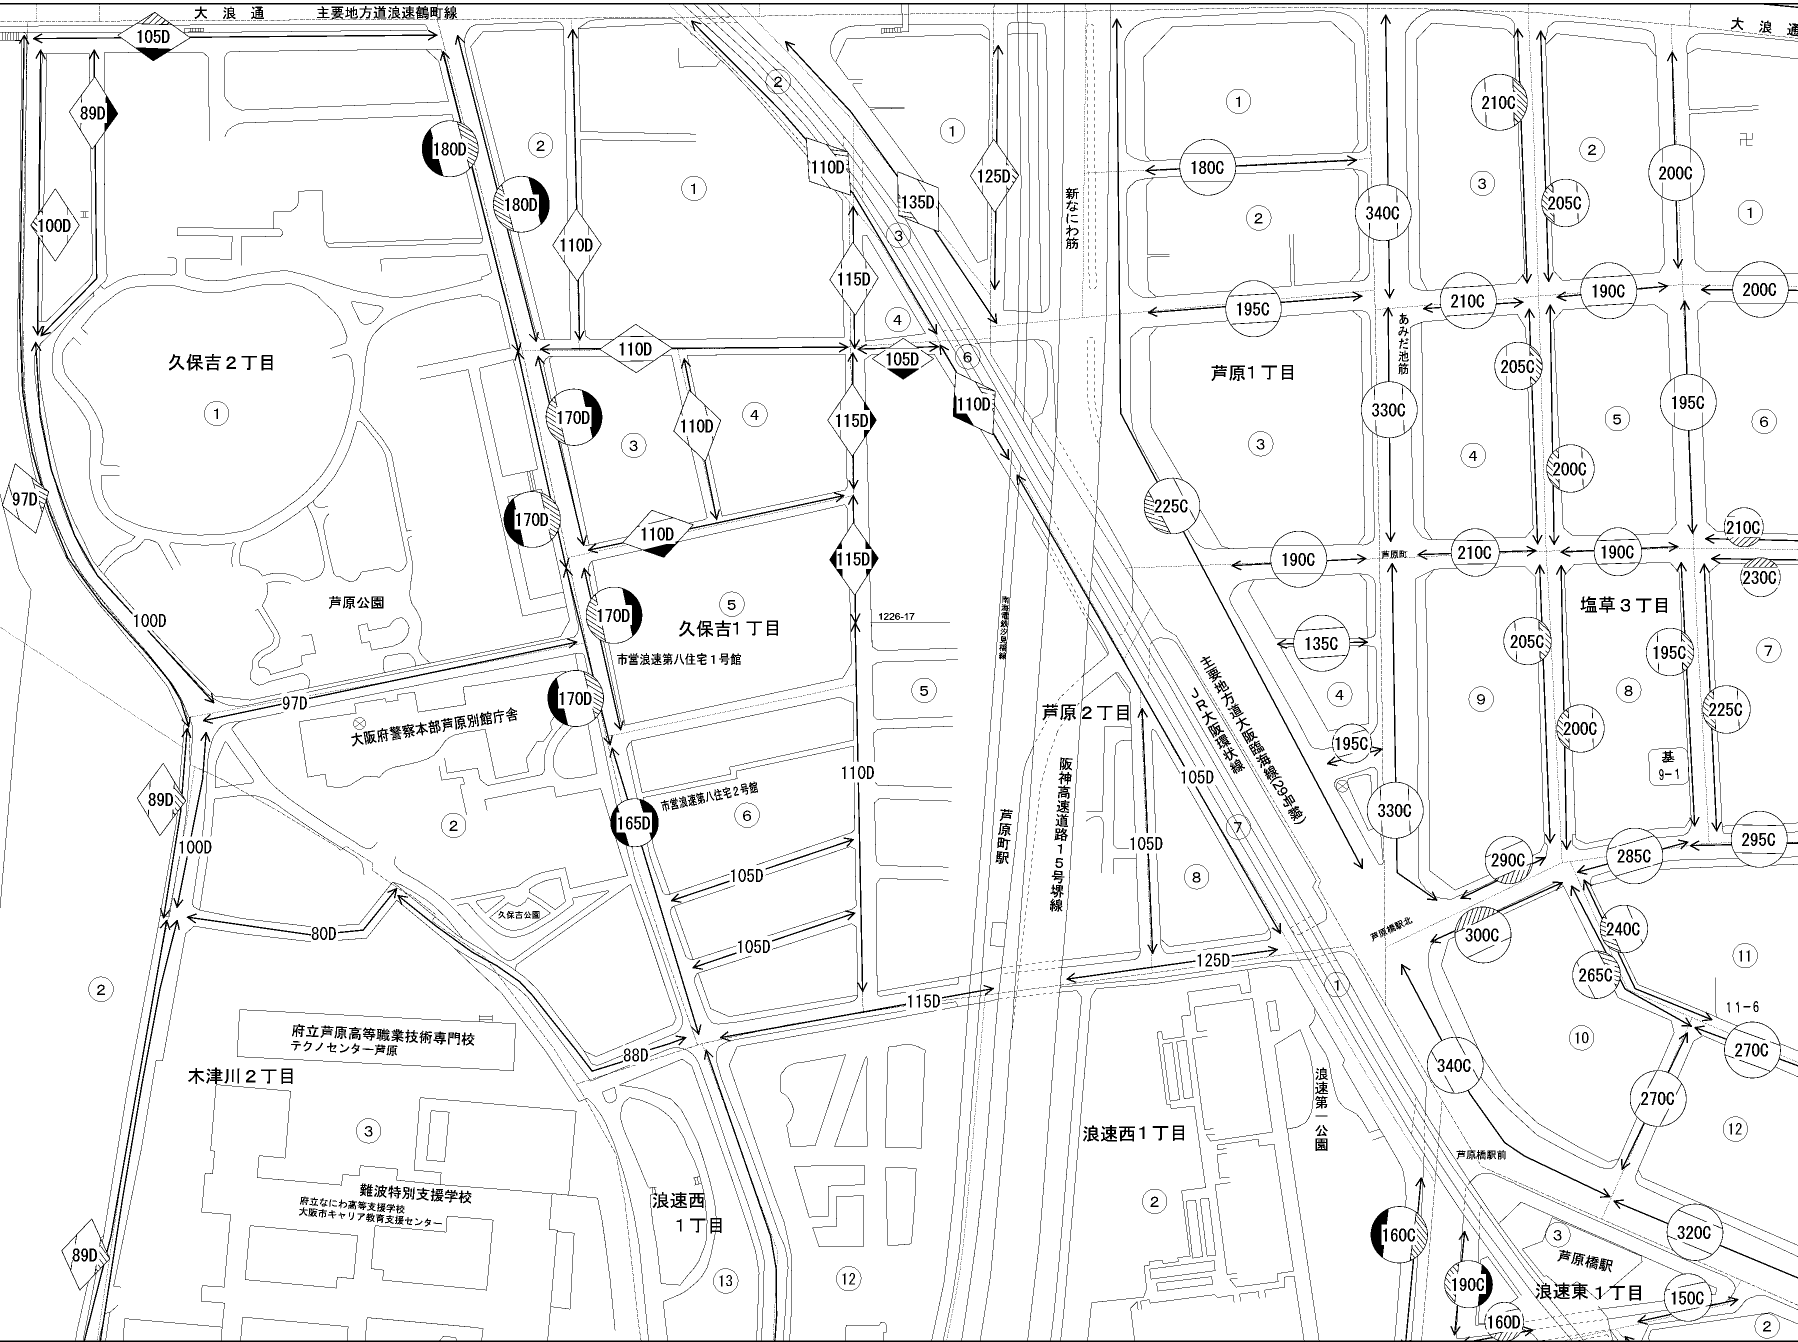 大浪通
主要地方道浪速鶴町線
大浪通
105D
89D
100D
180D
180D
②
110D
①
②
110D
135D
①
125D
新なにわ筋
③
115D
④
①
180C
②
340C
210C
③
②
205C
200C
卍
①
195C
210C
190C
200C
久保吉2丁目
①
110D
105D
⑥
170D
110D
④
115D
110D
③
芦原1丁目
③
あみだ池筋
330C
205C
④
⑤
200C
195C
⑥
97D
170D
110D
115D
225C
190C
芦原町
210C
190C
210C
230C
芦原公園
100D
170D
⑤
久保吉1丁目
1226-17
市営浪速第八住宅1号館
南海電鉄汐見橋線
塩草3丁目
135C
205C
195C
⑦
④
⑨
⑧
97D
170D
⑤
芦原2丁目
主要地方道大阪臨海線(29号線)
JR大阪環状線
195C
200C
225C
大阪府警察本部芦原別館庁舎
基
9-1
89D
②
165D
市営浪速第八住宅2号館
⑥
110D
105D
阪神高速道路15号堺線
芦原町駅
⑦
330C
100D
105D
105D
⑧
290C
285C
295C
80D
久保吉公園
105D
125D
芦原橋駅北
300C
240C
265C
⑪
②
115D
①
11-6
府立芦原高等職業技術専門校
テクノセンター芦原
88D
⑩
270C
340C
木津川2丁目
浪速第一公園
270C
③
浪速西1丁目
⑫
芦原橋駅前
難波特別支援学校
府立なにわ高等支援学校
大阪市キャリア教育支援センター
浪速西
1丁目
②
160C
320C
89D
③
芦原橋駅
⑬
⑫
190C
浪速東1丁目
150C
160D
②